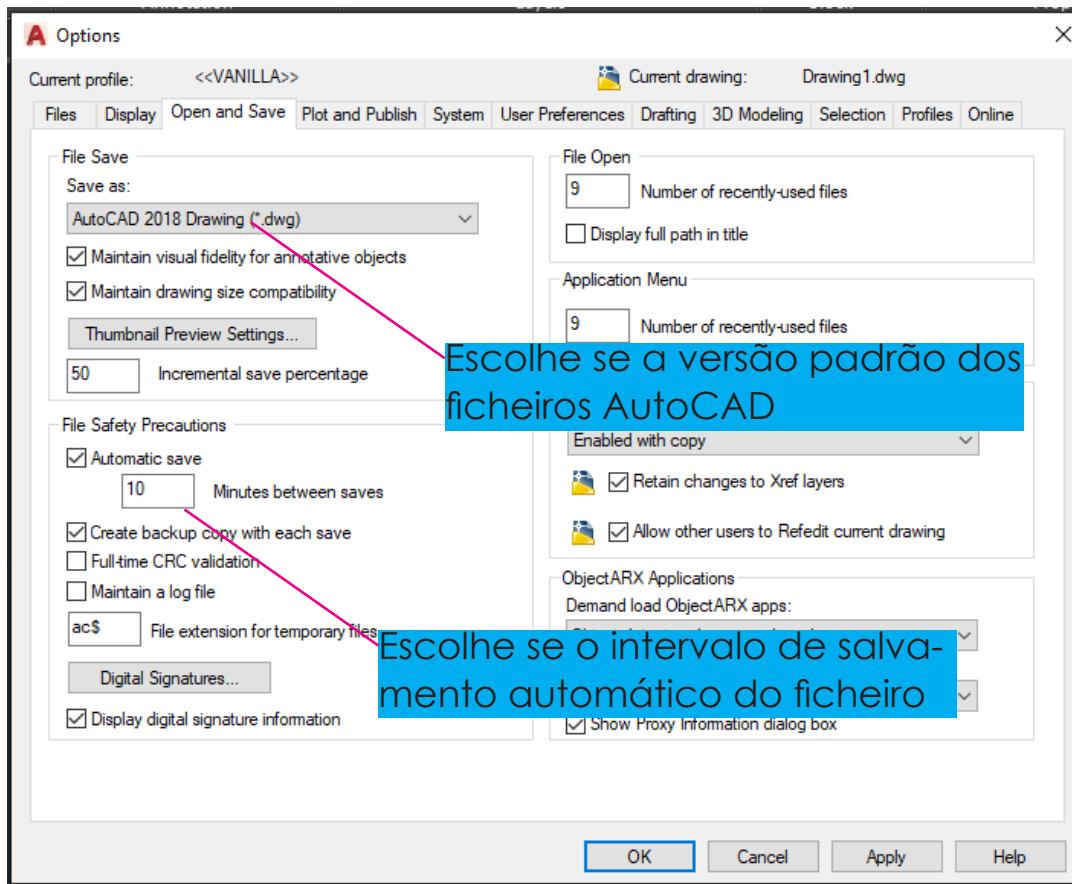 Options
Current profile: <<VANILLA>> Current drawing: Drawing1.dwg
Files Display Open and Save Plot and Publish System User Preferences Drafting 3D Modeling Selection Profiles Online
File Save
Save as:
AutoCAD 2018 Drawing (*.dwg)
Maintain visual fidelity for annotative objects
Maintain drawing size compatibility
Thumbnail Preview Settings...
50 Incremental save percentage
File Safety Precautions
Automatic save
10 Minutes between saves
Create backup copy with each save
Full-time CRC validation
Maintain a log file
ac$ File extension for temporary files
Digital Signatures...
Display digital signature information
File Open
9 Number of recently-used files
Display full path in title
Application Menu
9 Number of recently-used files
Escolhe se a versão padrão dos
ficheiros AutoCAD
Enabled with copy
Retain changes to Xref layers
Allow other users to Refedit current drawing
ObjectARX Applications
Demand load ObjectARX apps:
Escolhe se o intervalo de salva-
mento automático do ficheiro
Show Proxy Information dialog box
OK Cancel Apply Help